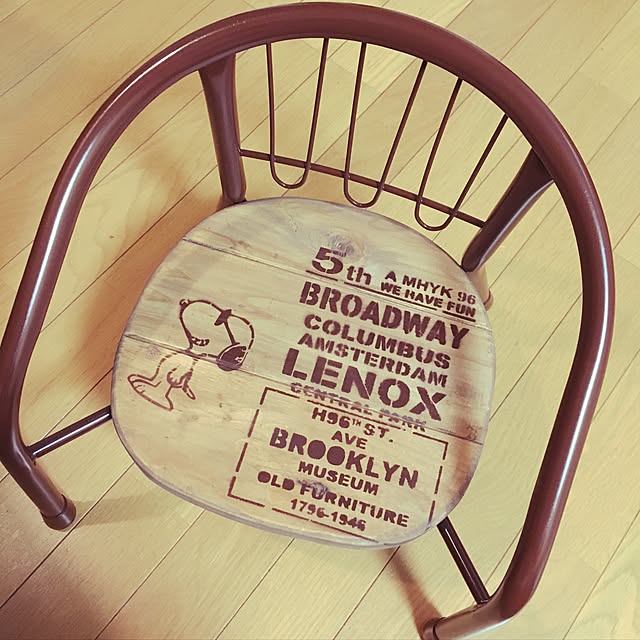 5th
A MHYK 96
WE HAVE FUN
BROADWAY
COLUMBUS
AMSTERDAM
LENOX
CENTRAL PARK
H96TH ST.
AVE
BROOKLYN
MUSEUM
OLD FURNITURE
1796-1946